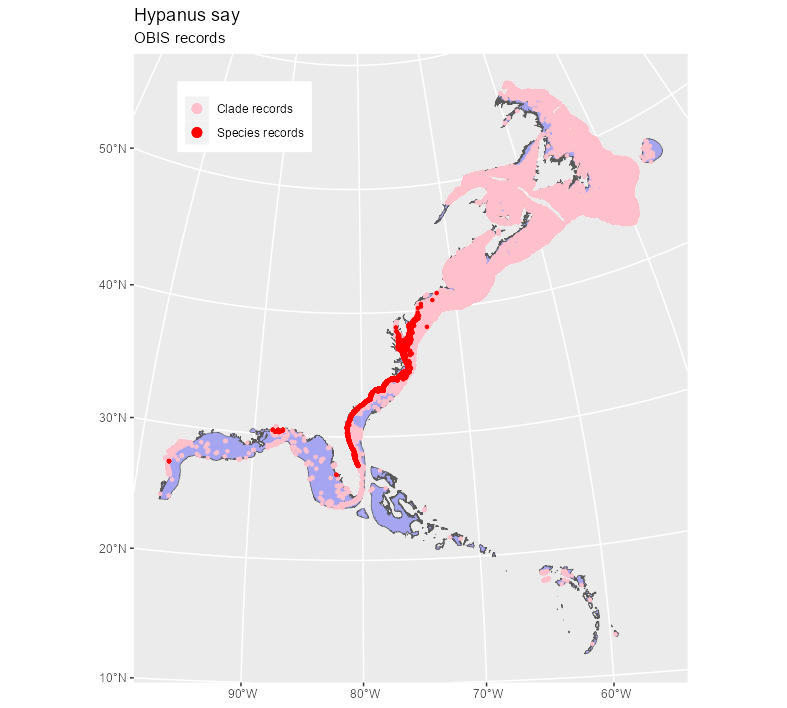 Hypanus say
OBIS records
Clade records
Species records
50°N
40°N
30°N
20°N
10°N
90°W
80°W
70°W
60°W